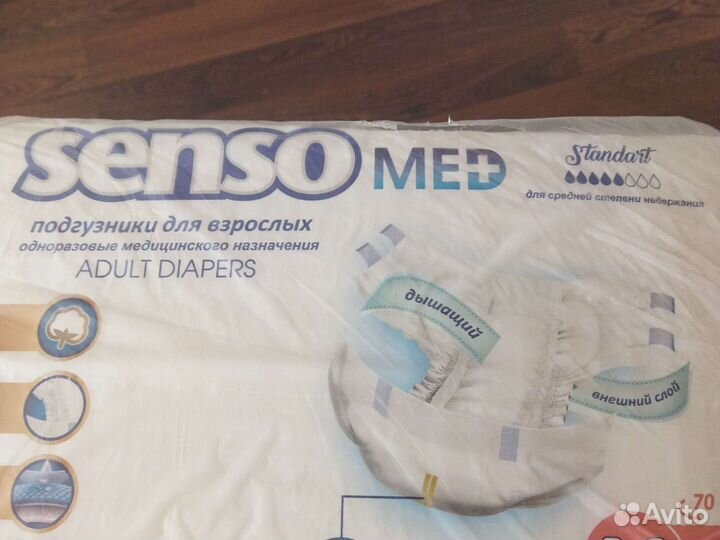 senso MED
Standart
для средней степени недержания
подгузники для взрослых
одноразовые медицинского назначения
ADULT DIAPERS
дышащий
внешний слой
70
Avito